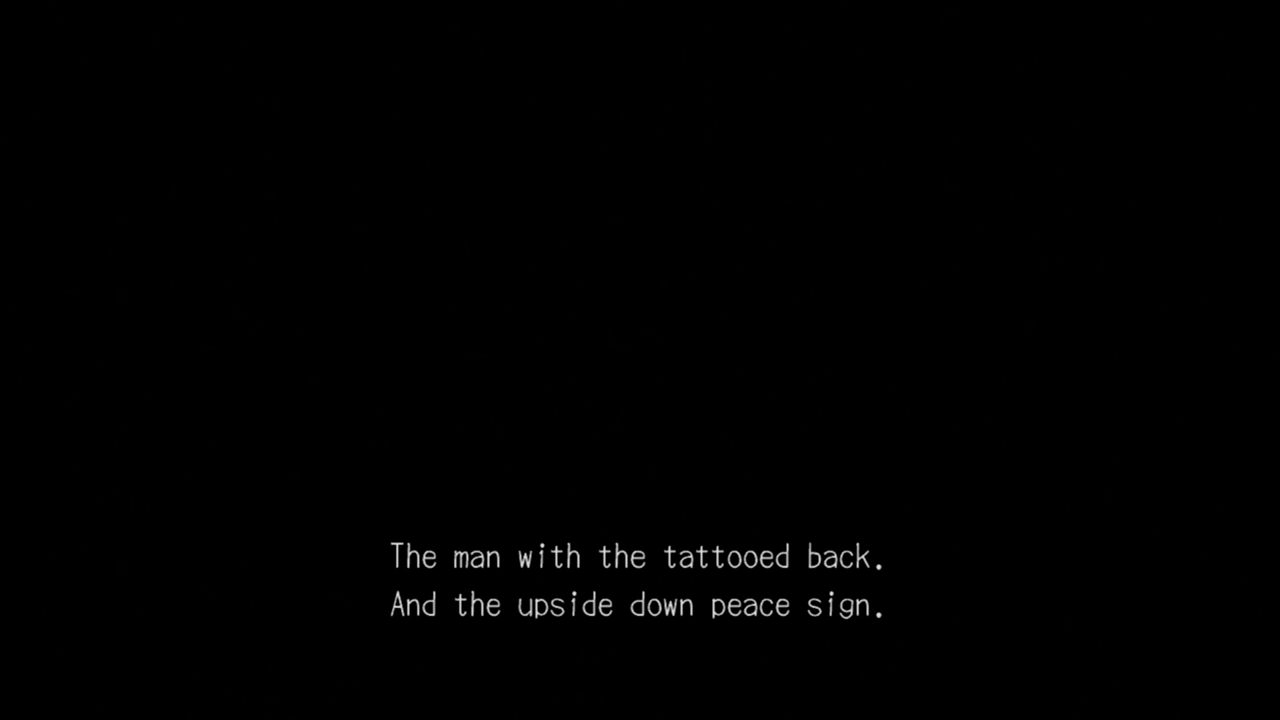 The man with the tattooed back.
And the upside down peace sign.